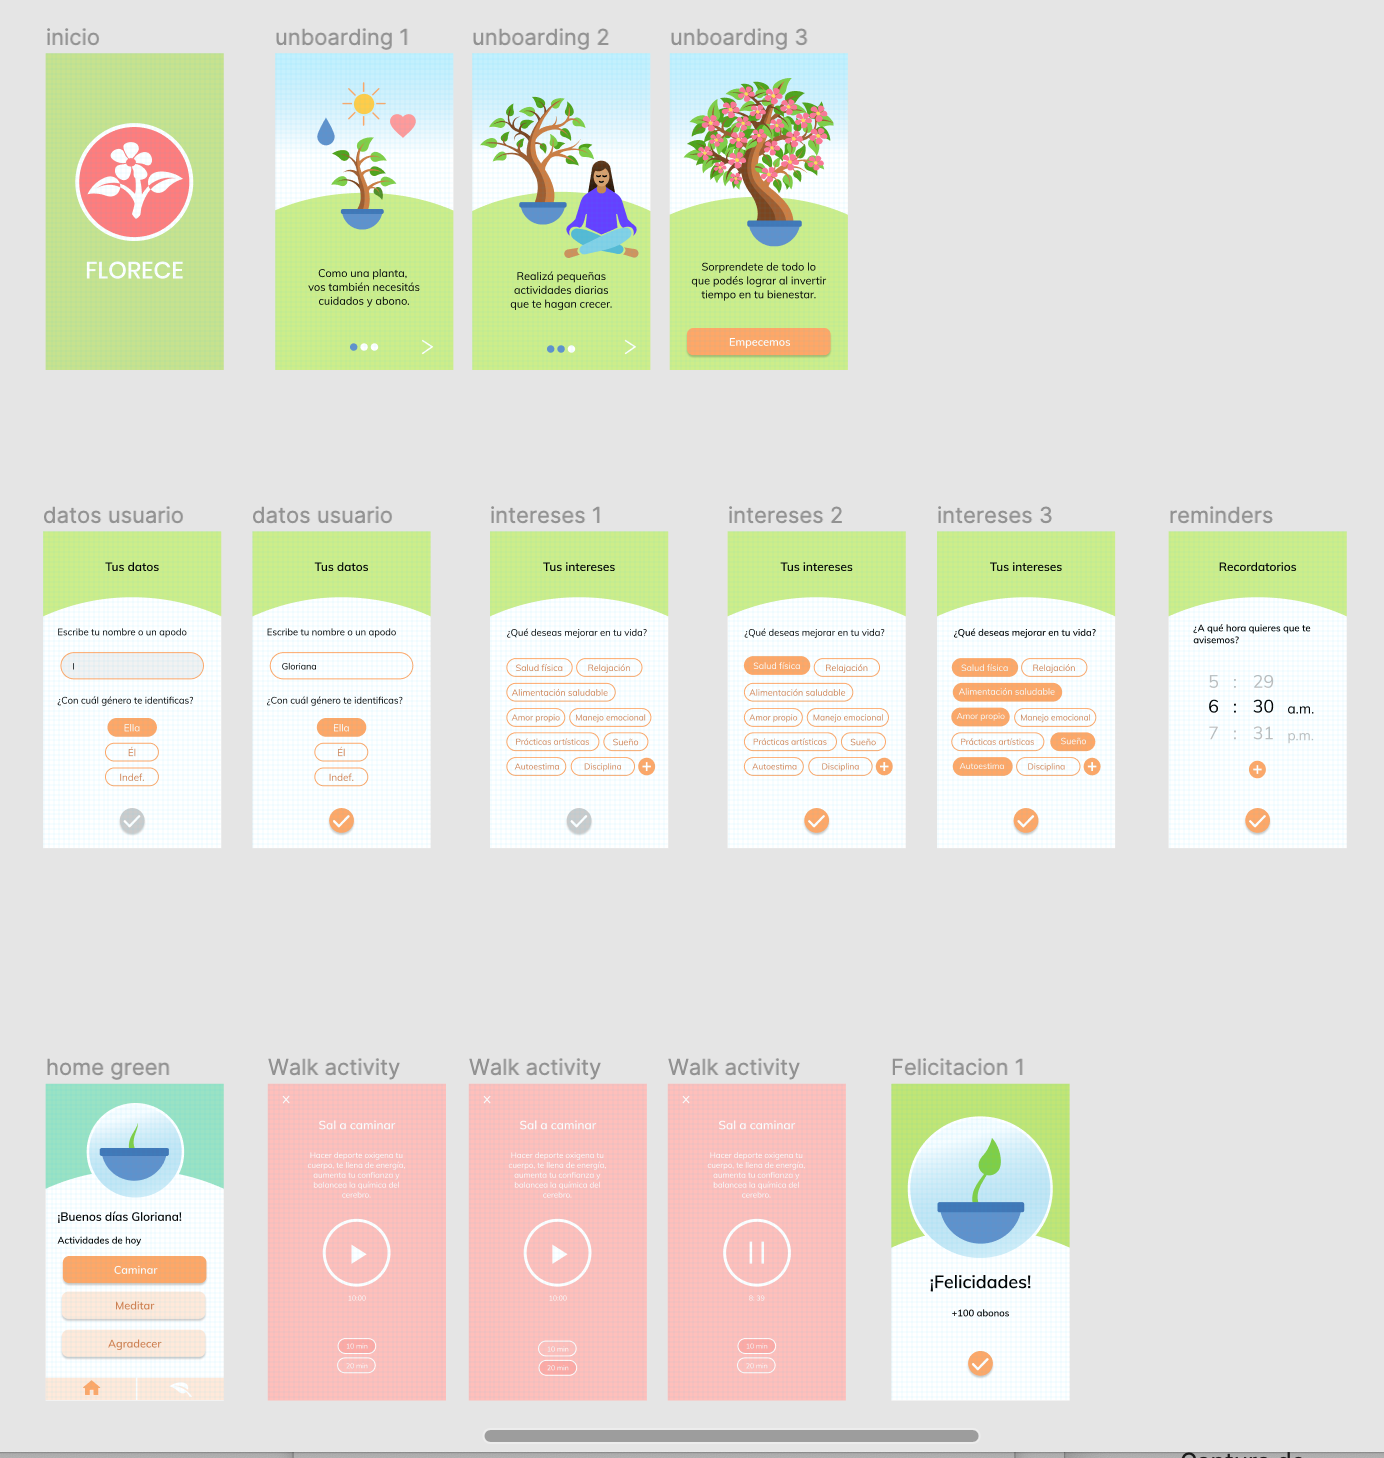 inicio
unboarding 1
unboarding 2
unboarding 3
FLORECE
Como una planta,
vos también necesitás
cuidados y abono.
Realizá pequeñas
actividades diarias
que te hagan crecer.
Sorprendete de todo lo
que podés lograr al invertir
tiempo en tu bienestar.
Empecemos
datos usuario
datos usuario
intereses 1
intereses 2
intereses 3
reminders
Tus datos
Escribe tu nombre o un apodo
I
¿Con cuál género te identificas?
Ella
Él
Indef.
Tus datos
Escribe tu nombre o un apodo
Gloriana
¿Con cuál género te identificas?
Ella
Él
Indef.
Tus intereses
¿Qué deseas mejorar en tu vida?
Salud física Relajación
Alimentación saludable
Amor propio Manejo emocional
Prácticas artísticas Sueño
Autoestima Disciplina +
Tus intereses
¿Qué deseas mejorar en tu vida?
Salud física Relajación
Alimentación saludable
Amor propio Manejo emocional
Prácticas artísticas Sueño
Autoestima Disciplina +
Tus intereses
¿Qué deseas mejorar en tu vida?
Salud física Relajación
Alimentación saludable
Amor propio Manejo emocional
Prácticas artísticas Sueño
Autoestima Disciplina +
Recordatorios
¿A qué hora quieres que te
avisemos?
5 : 29
6 : 30 a.m.
7 : 31 p.m.
+
home green
Walk activity
Walk activity
Walk activity
Felicitacion 1
¡Buenos días Gloriana!
Actividades de hoy
Caminar
Meditar
Agradecer
X
Sal a caminar
Hacer deporte oxigena tu
cuerpo, te llena de energía,
aumenta tu confianza y
balancea la química del
cerebro.
10:00
10 min
20 min
X
Sal a caminar
Hacer deporte oxigena tu
cuerpo, te llena de energía,
aumenta tu confianza y
balancea la química del
cerebro.
10:00
10 min
20 min
X
Sal a caminar
Hacer deporte oxigena tu
cuerpo, te llena de energía,
aumenta tu confianza y
balancea la química del
cerebro.
8: 39
10 min
20 min
¡Felicidades!
+100 abonos